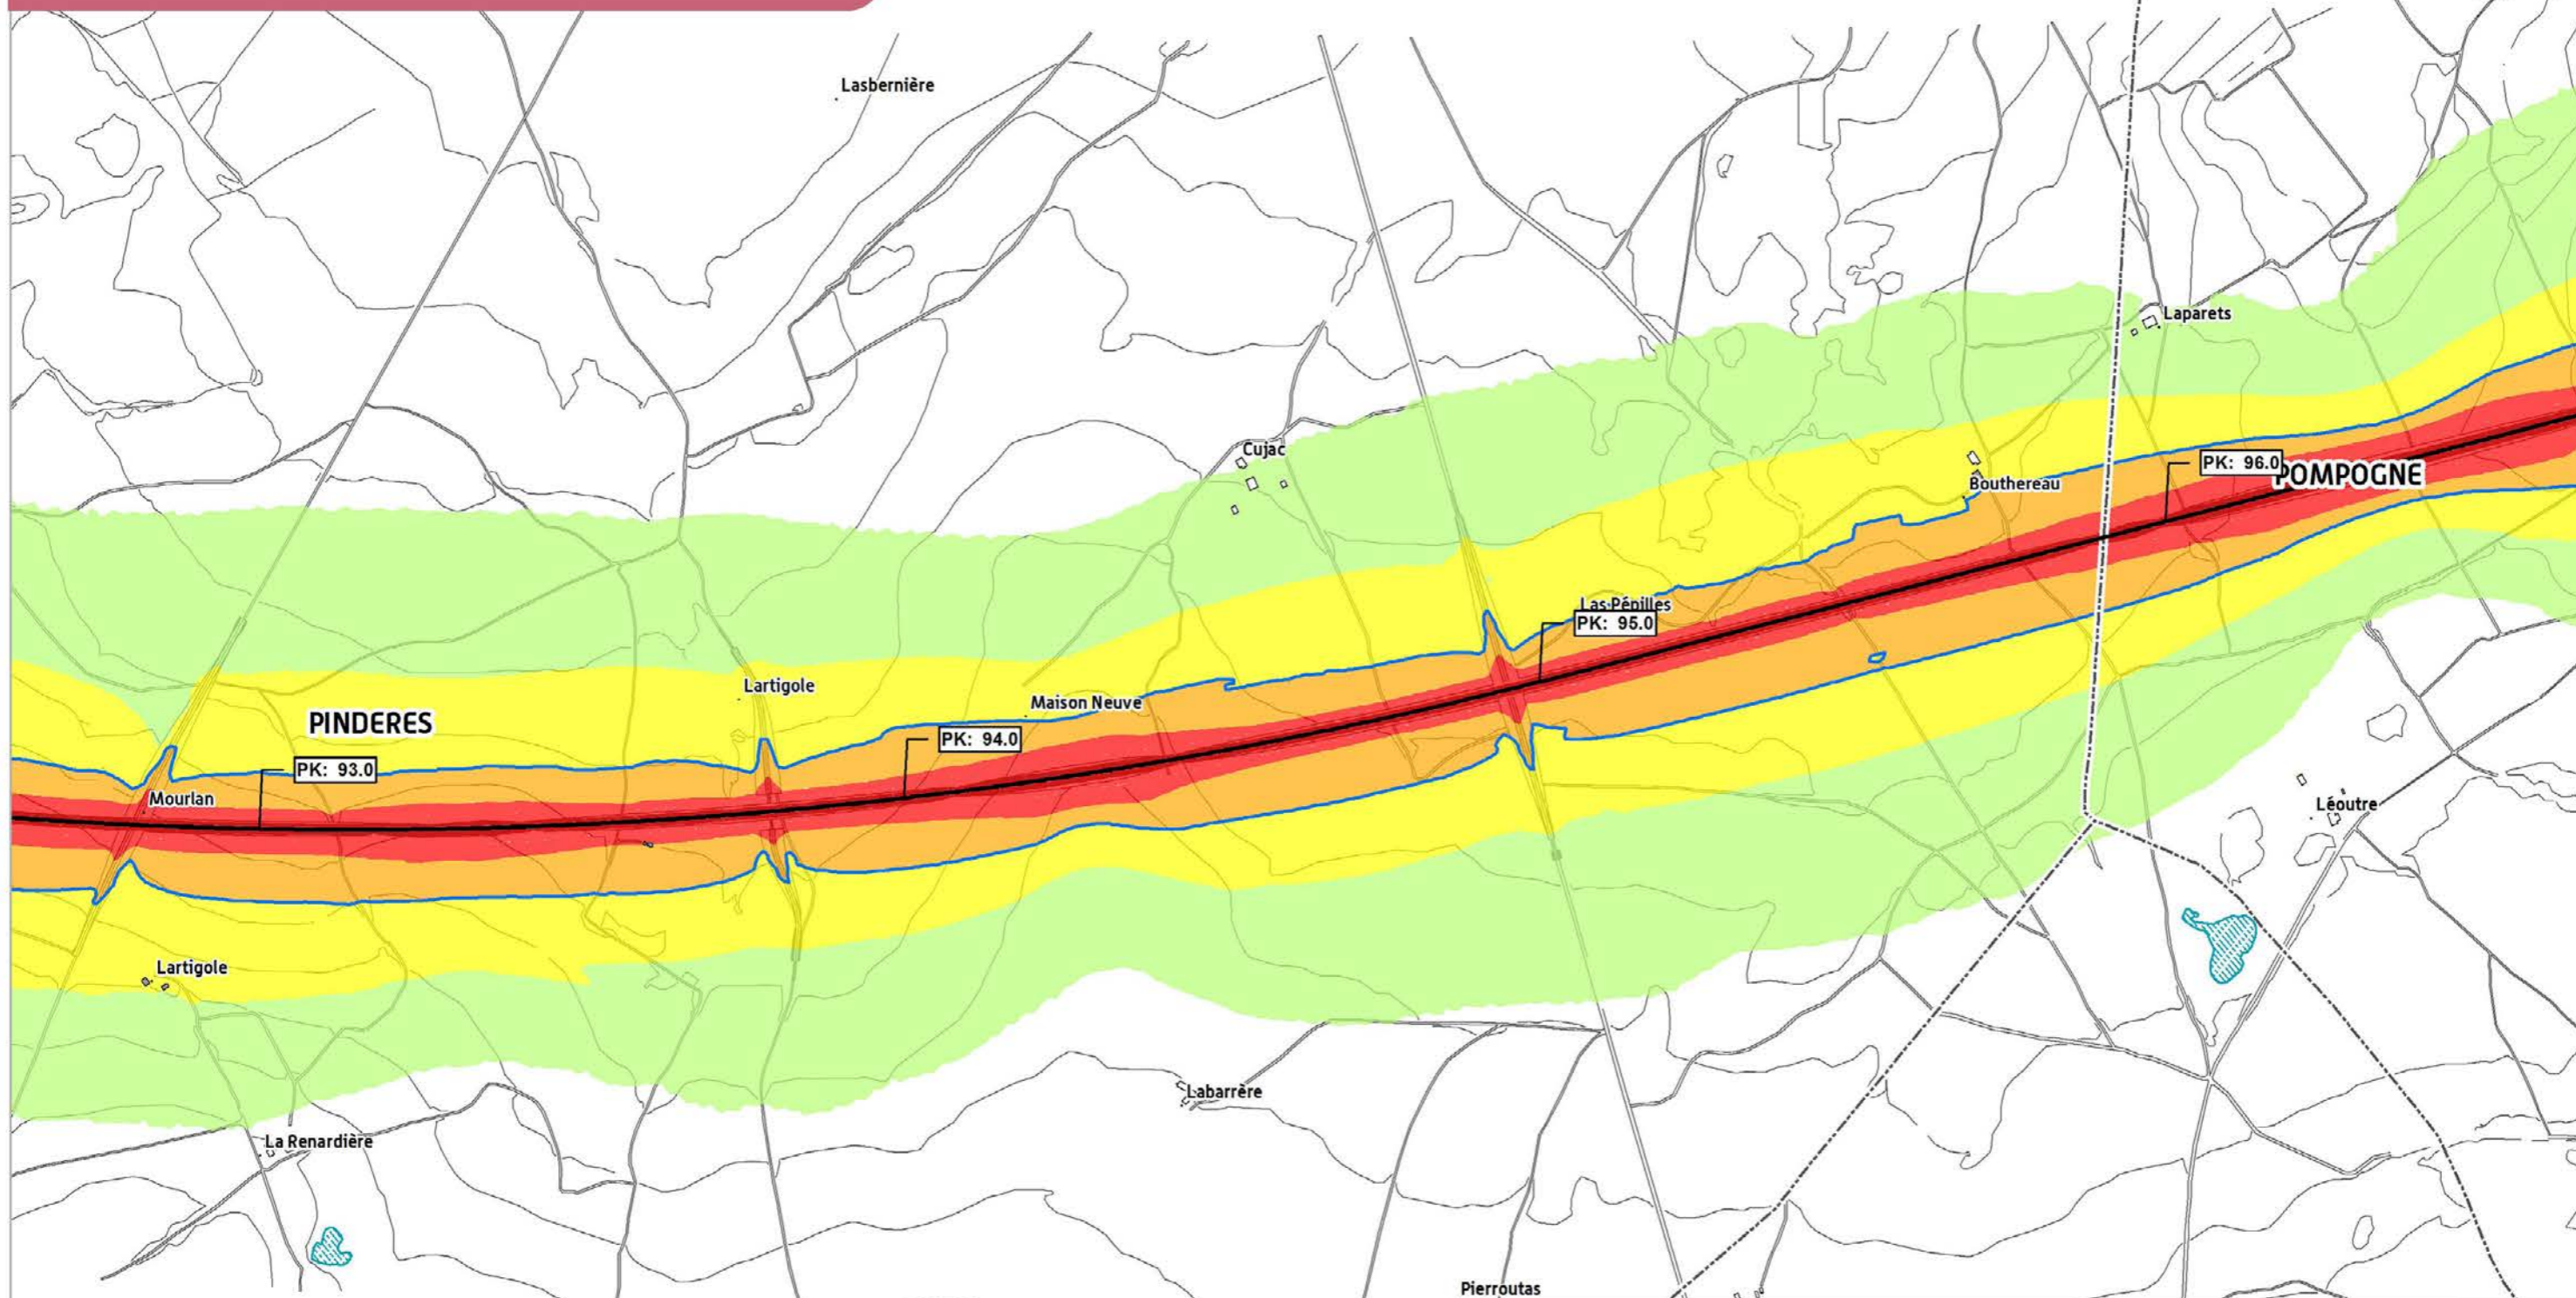 Lasbernière
Laparets
Cujac
PK: 96.0
POMPOGNE
Bouthereau
Las Pépilles
PK: 95.0
Lartigole
Maison Neuve
PINDERES
PK: 94.0
PK: 93.0
Mourlan
Léoutre
Lartigole
Labarrère
La Renardière
Pierroutas